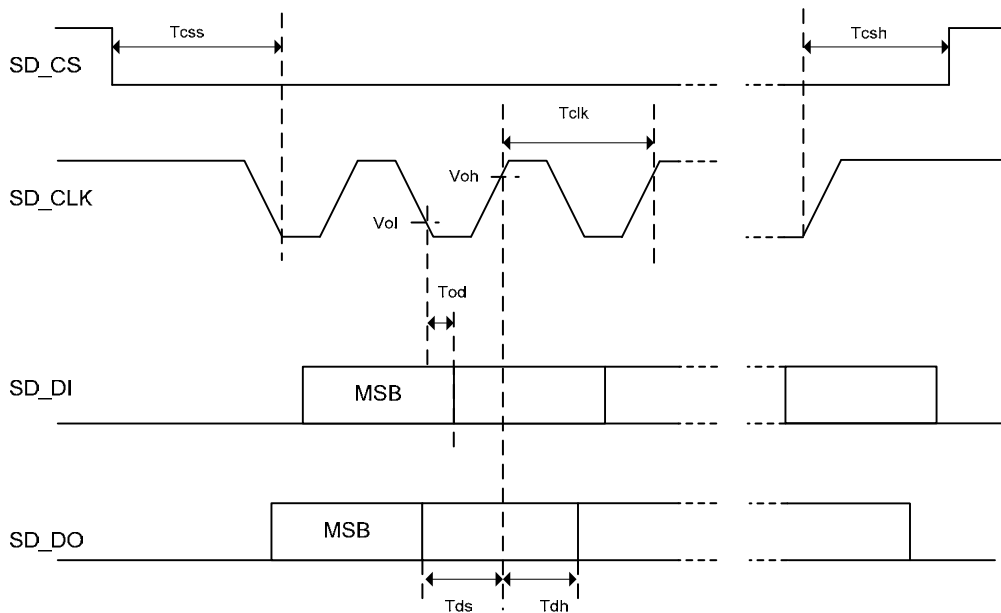 Tcss
Tcsh
SD_CS
Tclk
SD_CLK
Voh
Vol
Tod
SD_DI
MSB
SD_DO
MSB
Tds
Tdh